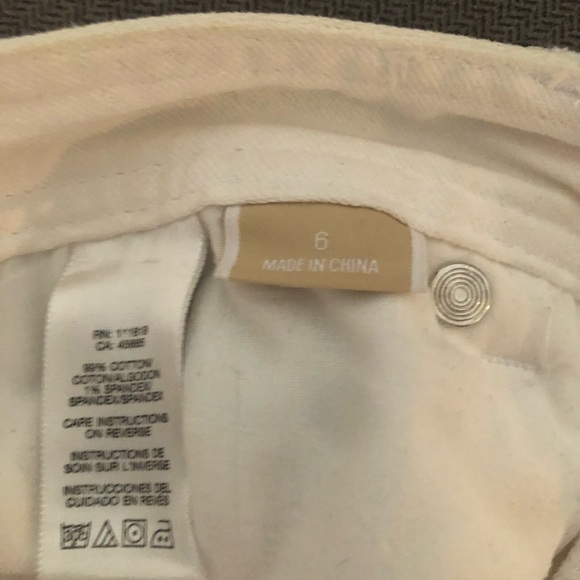 6
MADE IN CHINA
RN:
CA:
99% COTTON
COTON/ALGODON
1% SPANDEX/
SPANDEX/SPANDEX
CARE INSTRUCTIONS
ON REVERSE
INSTRUCTIONS DE
SOIN SUR L'INVERSE
INSTRUCCIONES DEL
CUIDADO EN REVES